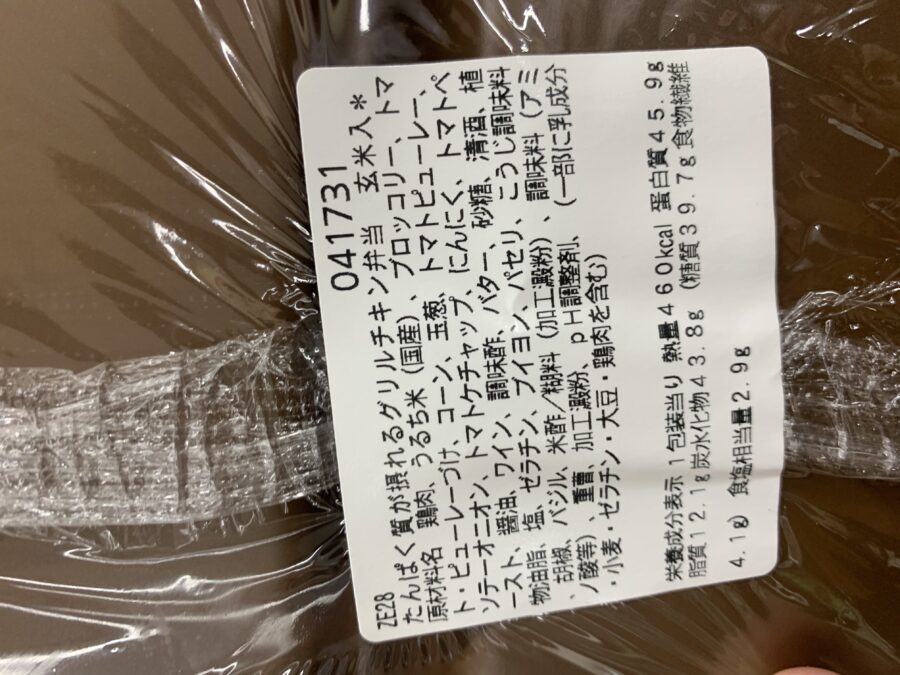 041731
ZE28
たんぱく質が摂れるグリルチキン弁当 玄米入*
原材料名 鶏肉、うるち米(国産)、ブロッコリー、トマ
ト・ピューレーづけ、コーン、玉葱、トマトピューレー、
ソテーオニオン、トマトケチャップ、にんにく、トマトペ
ースト、醤油、ワイン、調味酢、バター、砂糖、清酒、植
物油脂、塩、ゼラチン、ブイヨン、パセリ、こうじ調味料
、胡椒、バジル、米酢/糊料(加工澱粉)、調味料(アミ
ノ酸等)、重曹、加工澱粉、pH調整剤、(一部に乳成分
・小麦・ゼラチン・大豆・鶏肉を含む)
栄養成分表示 1包装当り 熱量460kcal 蛋白質45.9g
脂質12.1g 炭水化物43.8g (糖質39.7g 食物繊維
4.1g) 食塩相当量2.9g